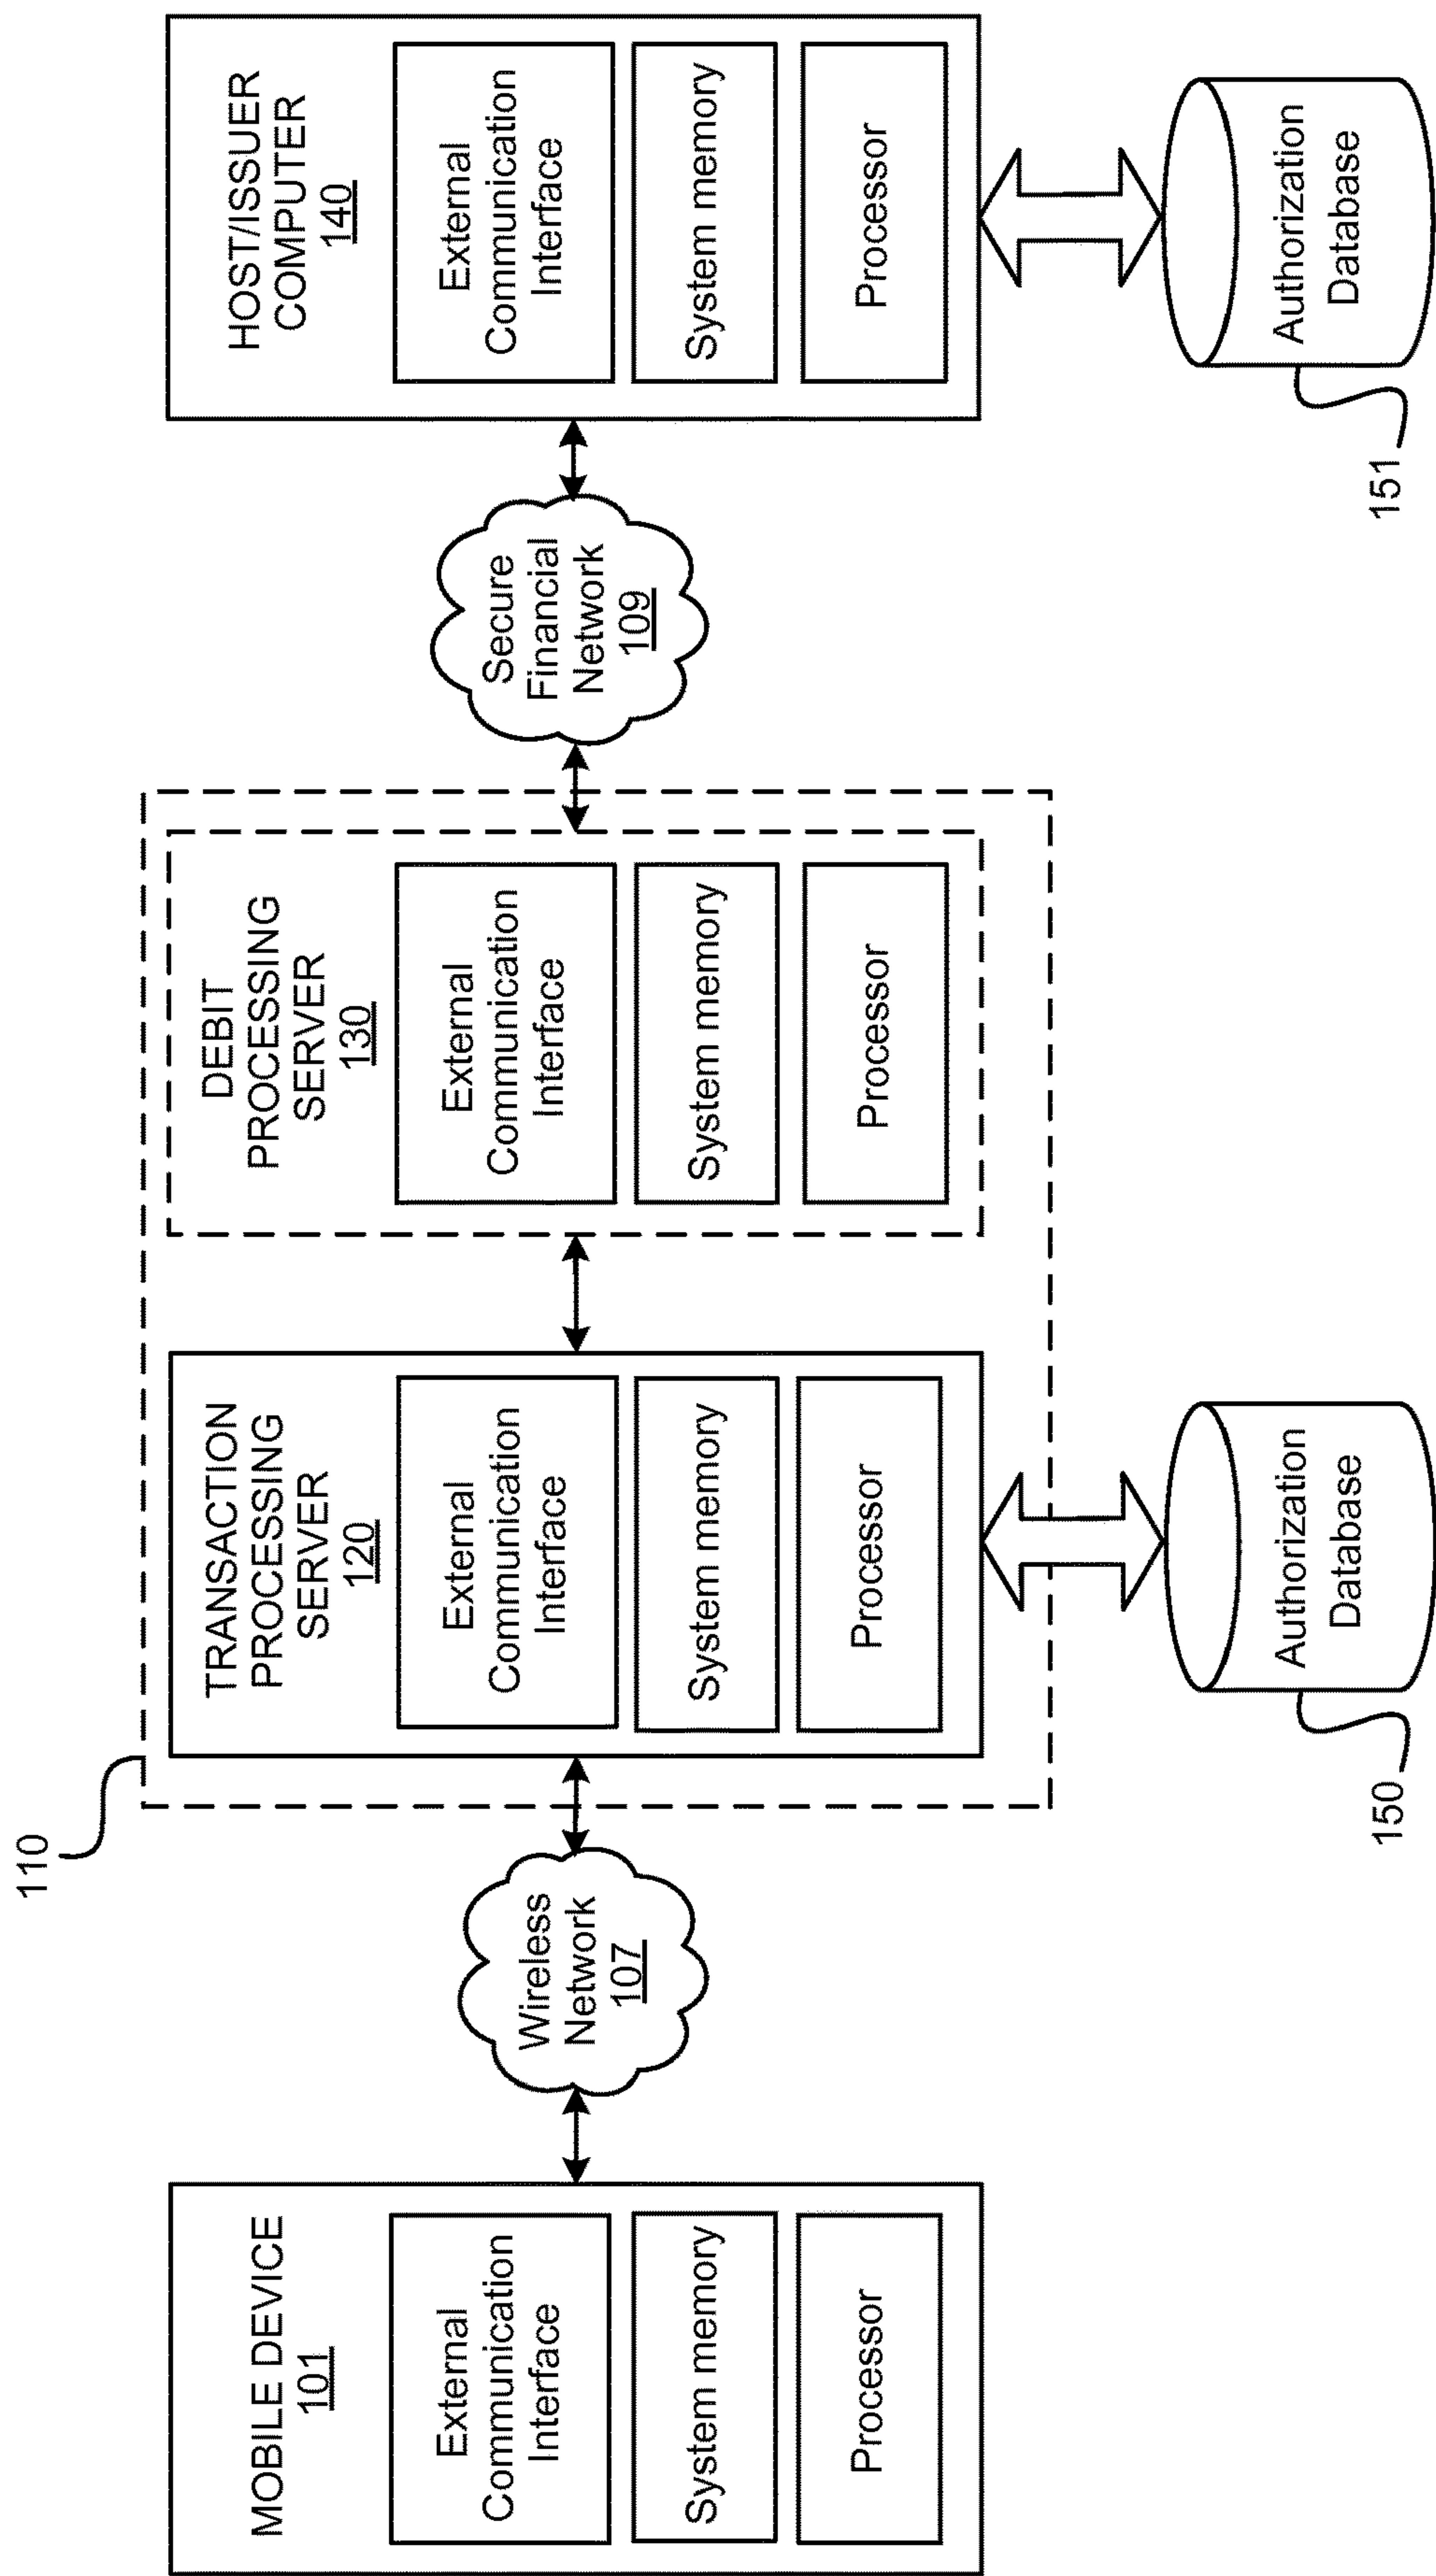 110
MOBILE DEVICE
101
External
Communication
Interface
System memory
Processor
Wireless
Network
107
TRANSACTION
PROCESSING
SERVER
120
External
Communication
Interface
System memory
Processor
Authorization
Database
150
DEBIT
PROCESSING
SERVER
130
External
Communication
Interface
System memory
Processor
Secure
Financial
Network
109
HOST/ISSUER
COMPUTER
140
External
Communication
Interface
System memory
Processor
Authorization
Database
151